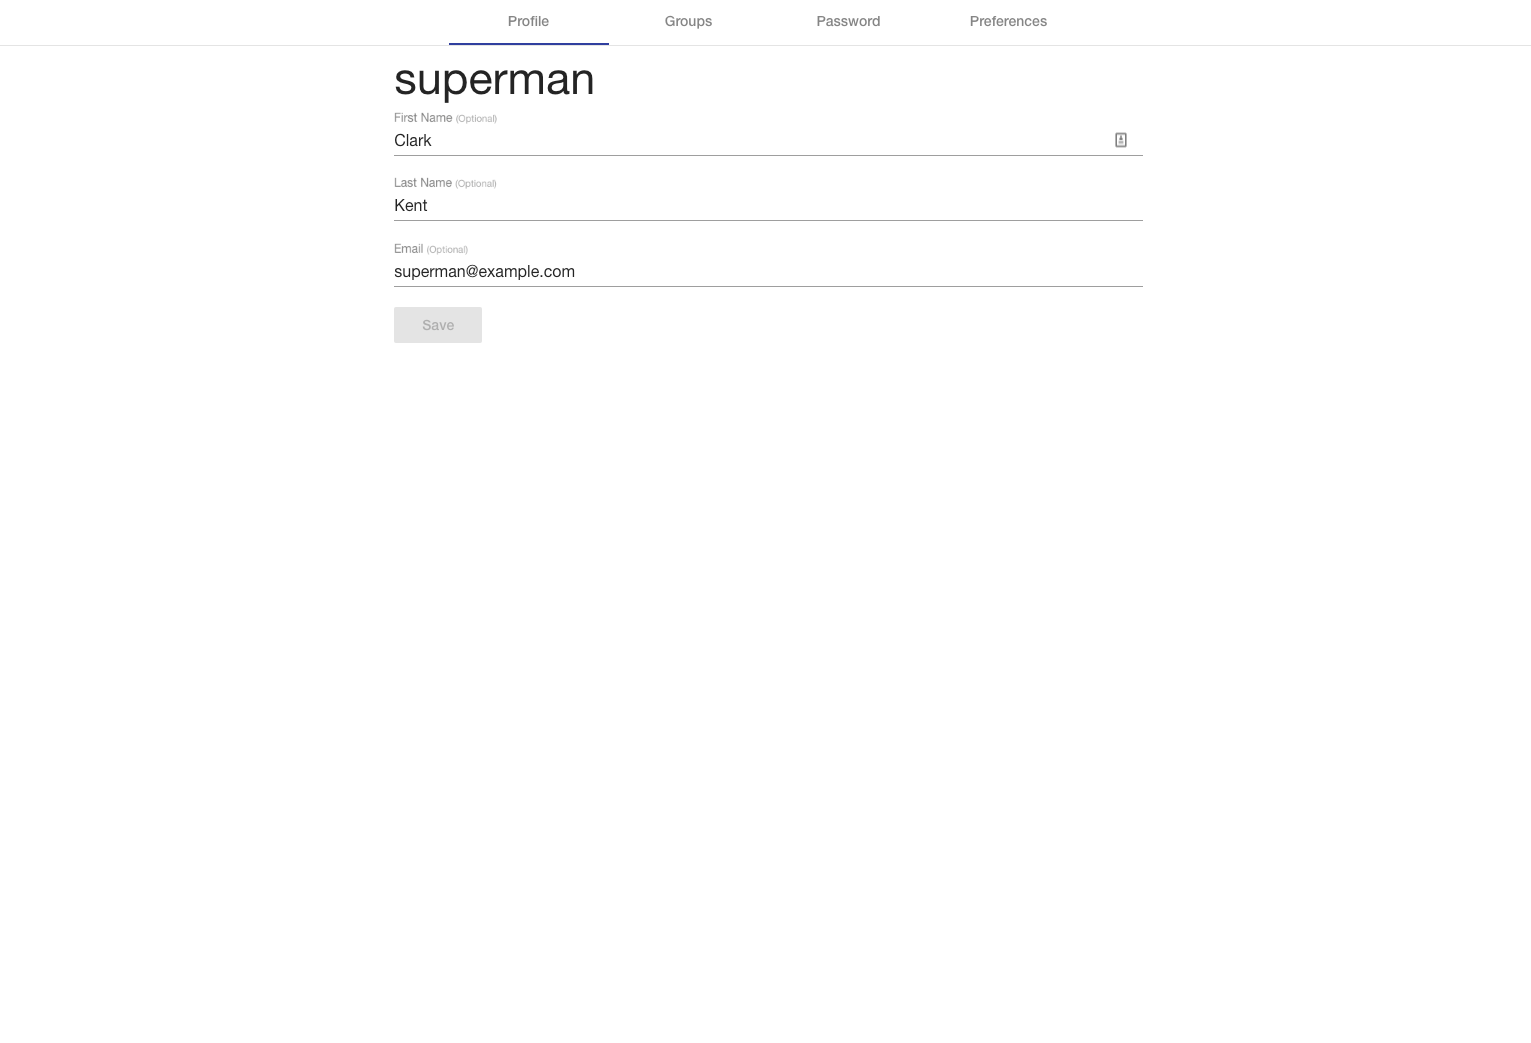 Profile Groups Password Preferences
superman
First Name (Optional)
Clark
Last Name (Optional)
Kent
Email (Optional)
superman@example.com
Save